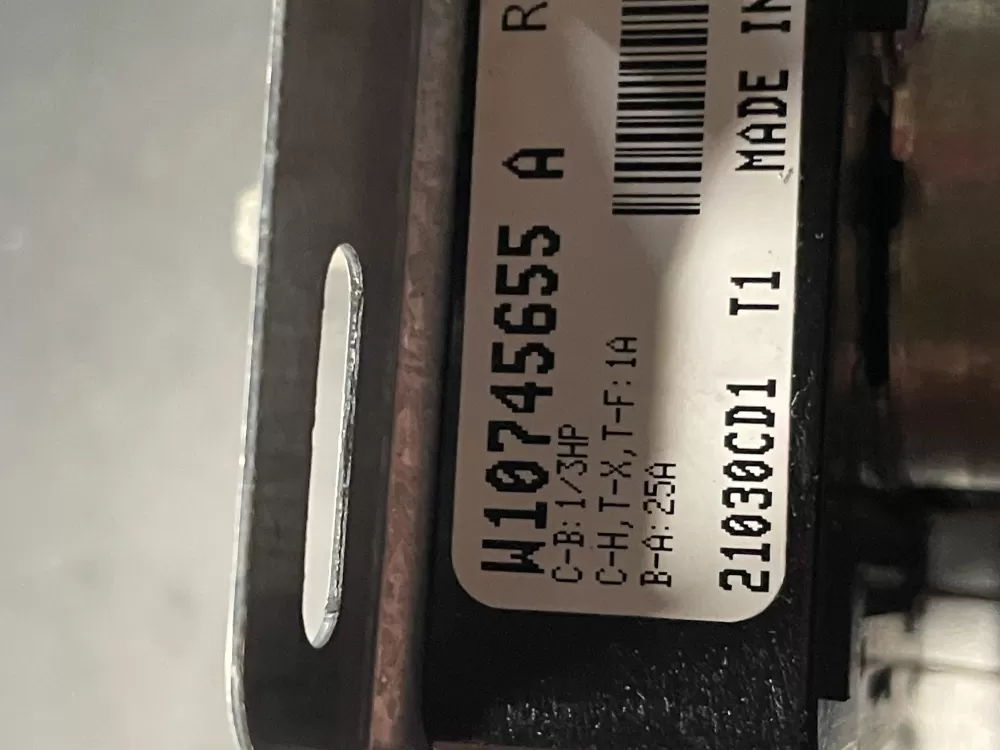 W10745655 A R
C-B:1/3HP
C-H,T-X,T-F:1A
B-A:25A
21030CD1 T1 MADE IN